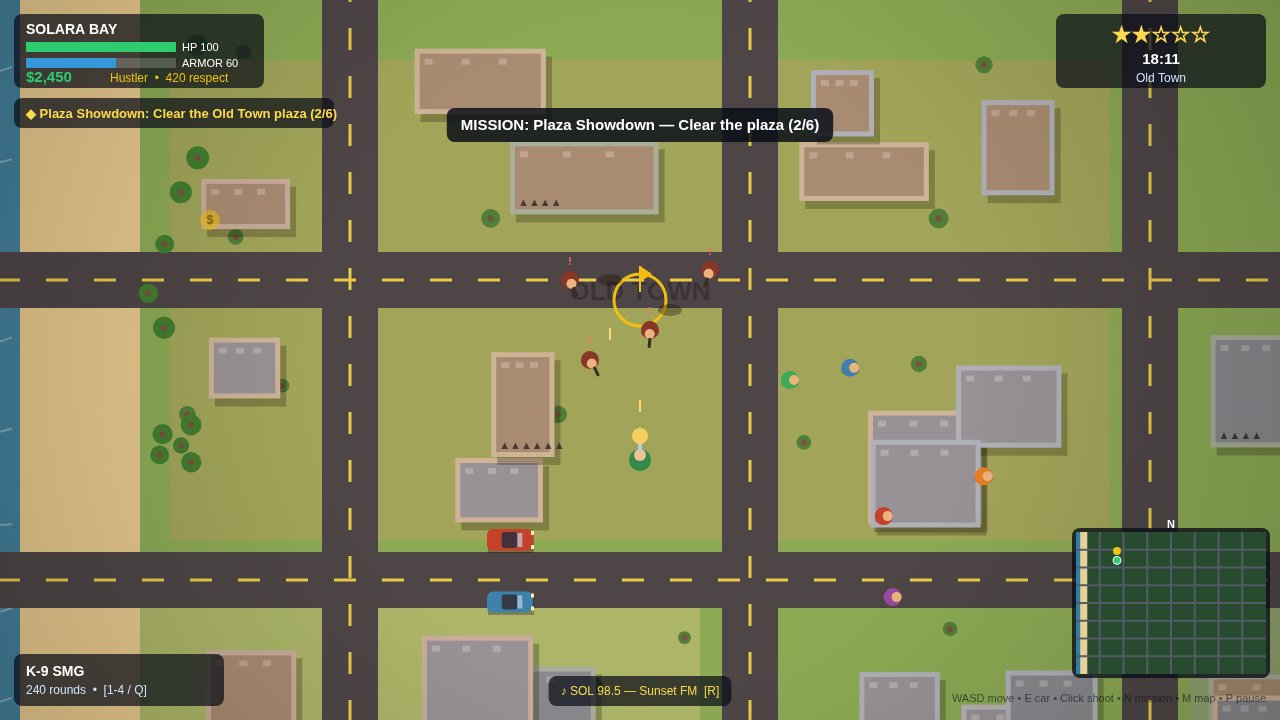 SOLARA BAY
HP 100
ARMOR 60
$2,450 Hustler • 420 respect
◆ Plaza Showdown: Clear the Old Town plaza (2/6)
MISSION: Plaza Showdown — Clear the plaza (2/6)
★★☆☆☆
18:11
Old Town
$
!
OLD TOWN
N
K-9 SMG
240 rounds • [1-4 / Q]
♪ SOL 98.5 — Sunset FM [R]
WASD move • E car • Click shoot • N mission • M map • P pause